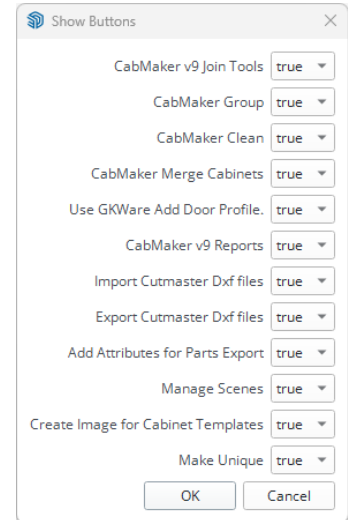 Show Buttons
CabMaker v9 Join Tools true
CabMaker Group true
CabMaker Clean true
CabMaker Merge Cabinets true
Use GKWare Add Door Profile. true
CabMaker v9 Reports true
Import Cutmaster Dxf files true
Export Cutmaster Dxf files true
Add Attributes for Parts Export true
Manage Scenes true
Create Image for Cabinet Templates true
Make Unique true
OK Cancel